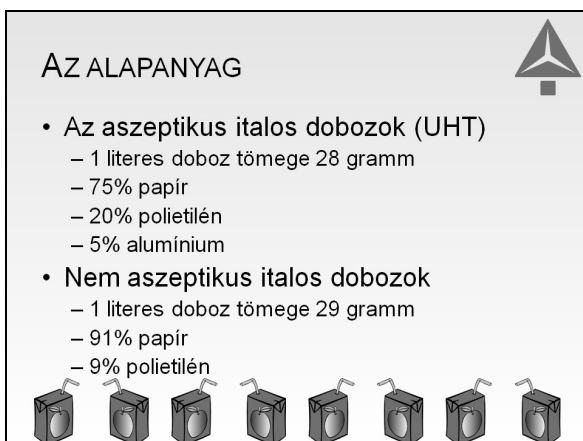 AZ ALAPANYAG
• Az aszeptikus italos dobozok (UHT)
– 1 literes doboz tömege 28 gramm
– 75% papír
– 20% polietilén
– 5% alumínium
• Nem aszeptikus italos dobozok
– 1 literes doboz tömege 29 gramm
– 91% papír
– 9% polietilén